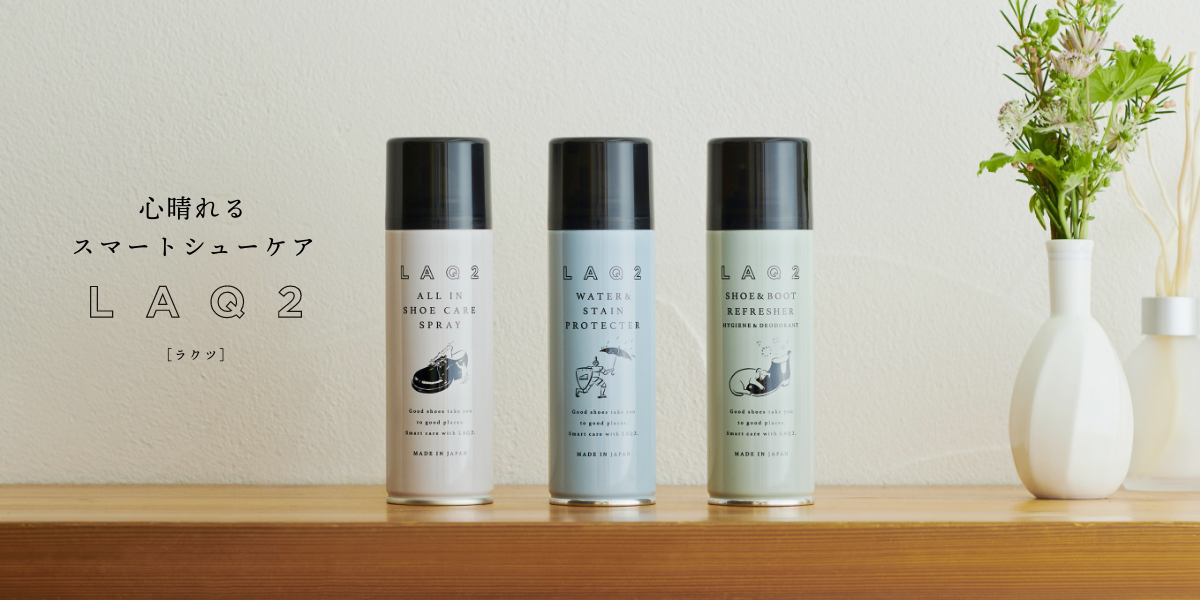 心晴れる
スマートシューケア
LAQ2
[ラクツ]
LAQ2
ALL IN
SHOE CARE
SPRAY
Good shoes take you
to good places.
Smart care with LAQ2.
MADE IN JAPAN
LAQ2
WATER&
STAIN
PROTECTER
Good shoes take you
to good places.
Smart care with LAQ2.
MADE IN JAPAN
LAQ2
SHOE&BOOT
REFRESHER
HYGIENE & DEODORANT
Good shoes take you
to good places.
Smart care with LAQ2.
MADE IN JAPAN